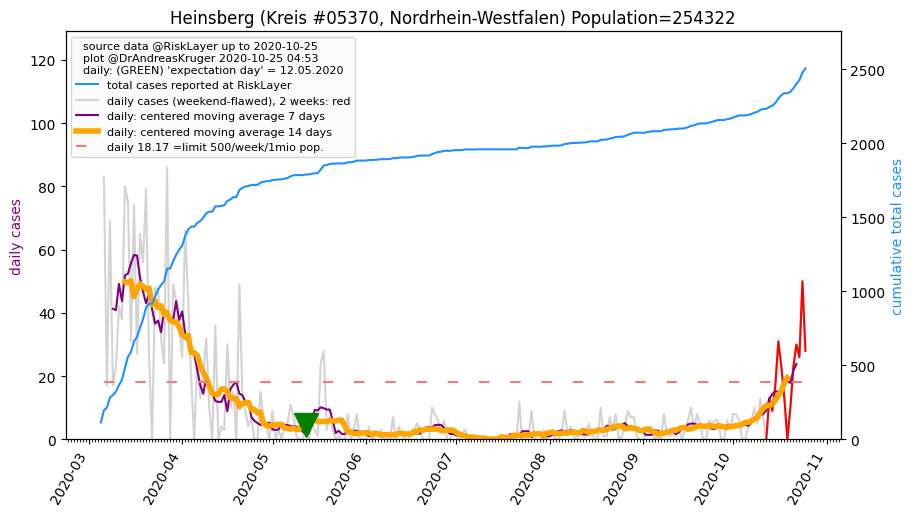 Heinsberg (Kreis #05370, Nordrhein-Westfalen) Population=254322
source data @RiskLayer up to 2020-10-25
plot @DrAndreasKruger 2020-10-25 04:53
daily: (GREEN) 'expectation day' = 12.05.2020
total cases reported at RiskLayer
daily cases (weekend-flawed), 2 weeks: red
daily: centered moving average 7 days
daily: centered moving average 14 days
daily 18.17 =limit 500/week/1mio pop.
daily cases
120
100
80
60
40
20
0
cumulative total cases
2500
2000
1500
1000
500
0
2020-03
2020-04
2020-05
2020-06
2020-07
2020-08
2020-09
2020-10
2020-11